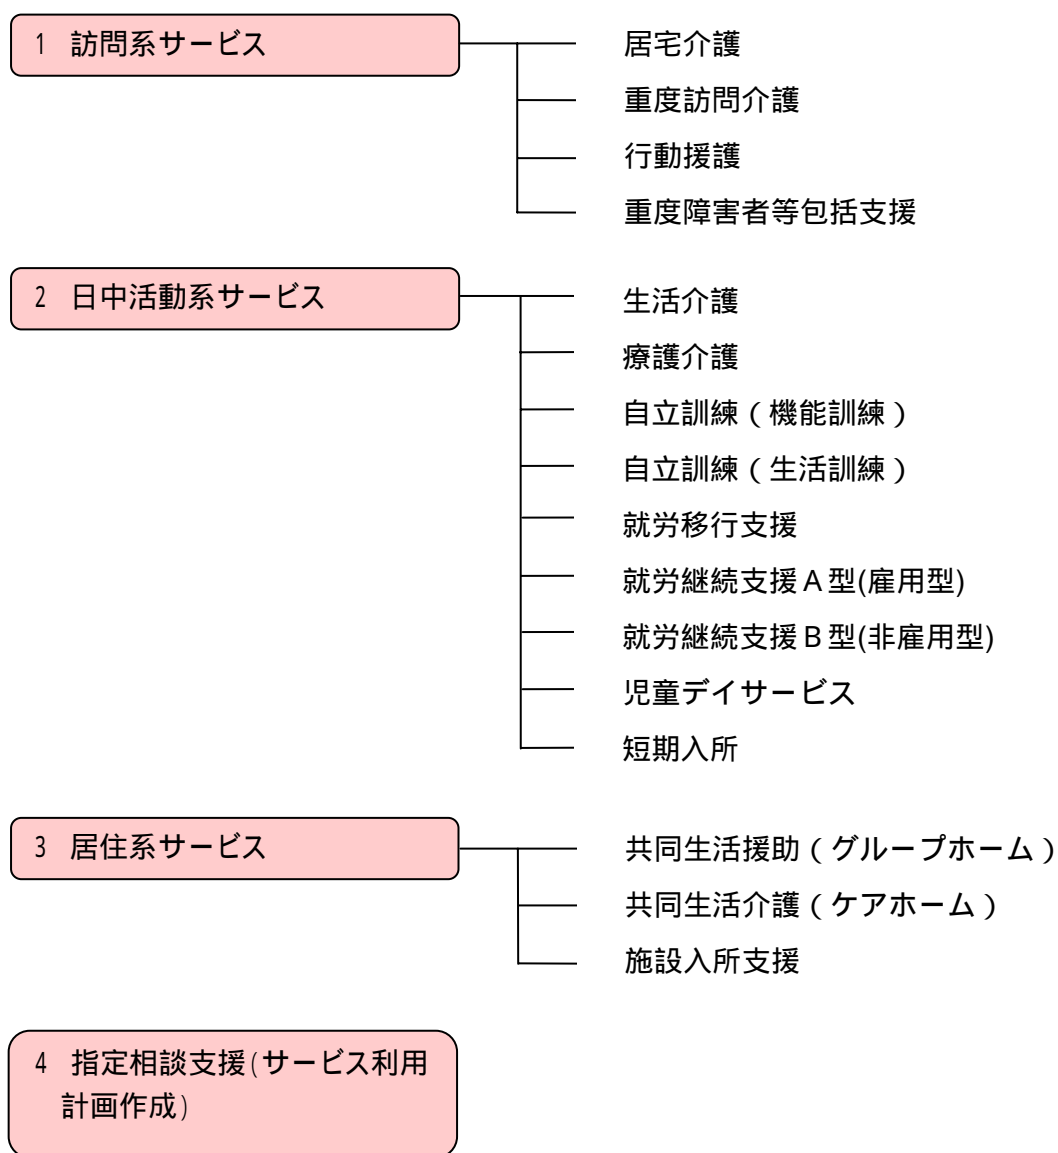 1 訪問系サービス
居宅介護
重度訪問介護
行動援護
重度障害者等包括支援
2 日中活動系サービス
生活介護
療護介護
自立訓練(機能訓練)
自立訓練(生活訓練)
就労移行支援
就労継続支援A型(雇用型)
就労継続支援B型(非雇用型)
児童デイサービス
短期入所
3 居住系サービス
共同生活援助(グループホーム)
共同生活介護(ケアホーム)
施設入所支援
4 指定相談支援(サービス利用
計画作成)